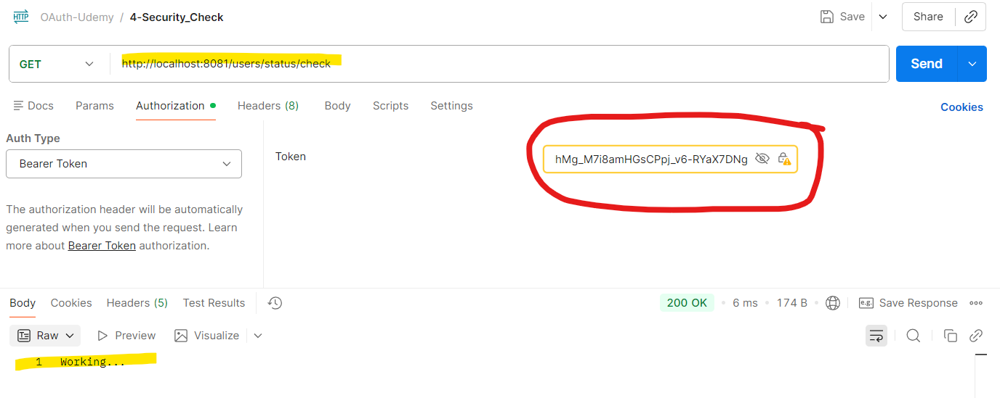 HTTP OAuth-Udemy / 4-Security_Check Save Share
GET http://localhost:8081/users/status/check Send
Docs Params Authorization Headers (8) Body Scripts Settings Cookies
Auth Type
Bearer Token
Token hMg_M7i8amHGsCPpj_v6-RYaX7DNg
The authorization header will be automatically
generated when you send the request. Learn
more about Bearer Token authorization.
Body Cookies Headers (5) Test Results 200 OK • 6 ms • 174 B • e.g. Save Response
Raw Preview Visualize
1 Working...